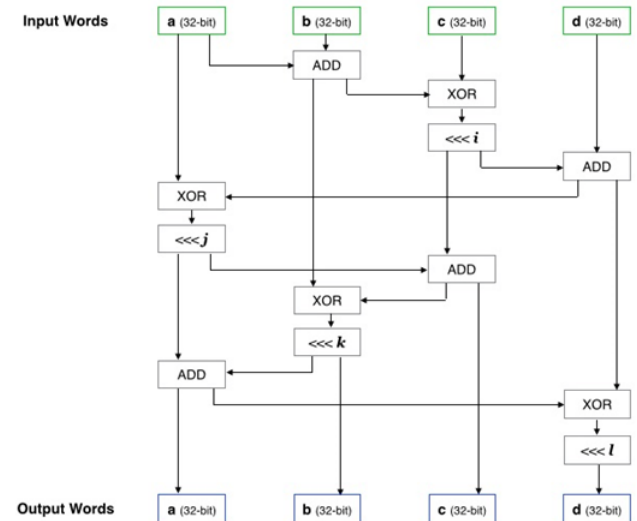 Input Words
a (32-bit)
b (32-bit)
c (32-bit)
d (32-bit)
ADD
XOR
<<< i
ADD
XOR
<<< j
ADD
XOR
<<< k
ADD
XOR
<<< l
Output Words
a (32-bit)
b (32-bit)
c (32-bit)
d (32-bit)